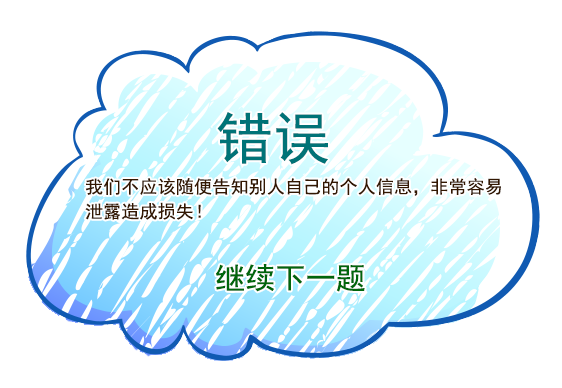 错误
我们不应该随便告知别人自己的个人信息，非常容易
泄露造成损失！
继续下一题